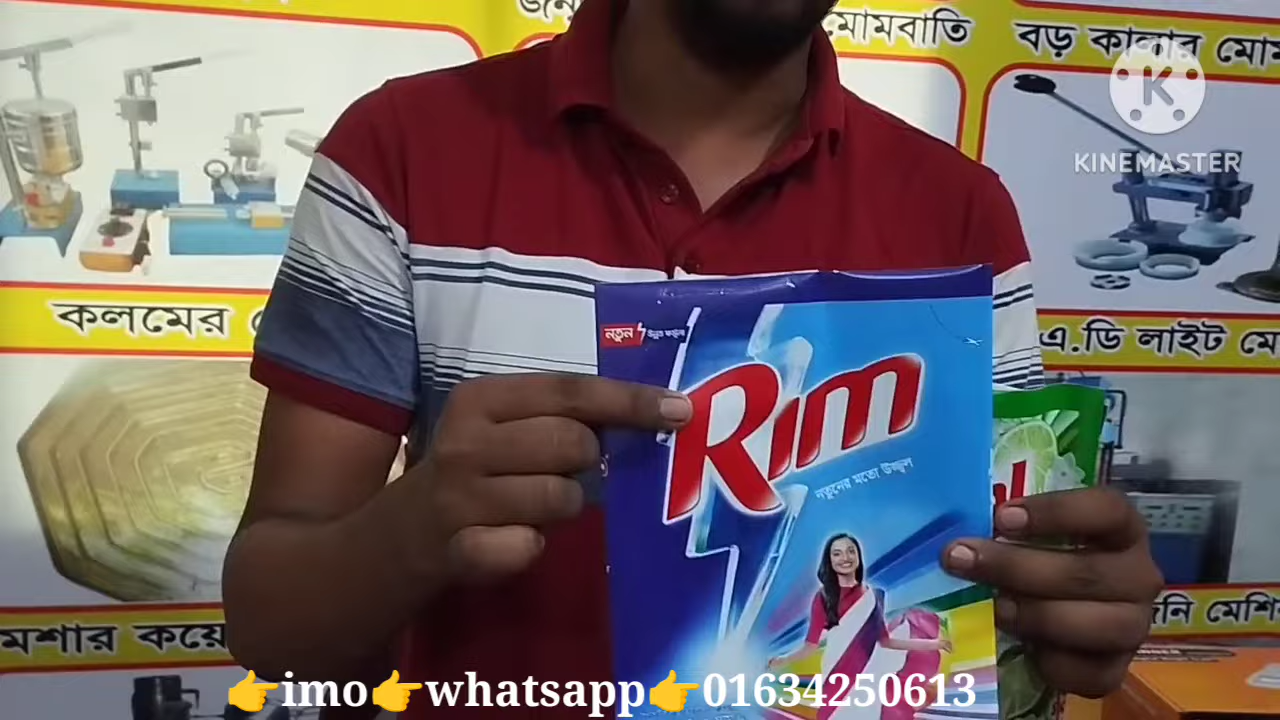 মোমবাতি
বড় কালার মোম
KINEMASTER
কলমের
এ.ডি লাইট মে
নতুন
Rim
নতুনের মতো উজ্জ্বল
মশার কয়ে
👉imo👉whatsapp👉01634250613